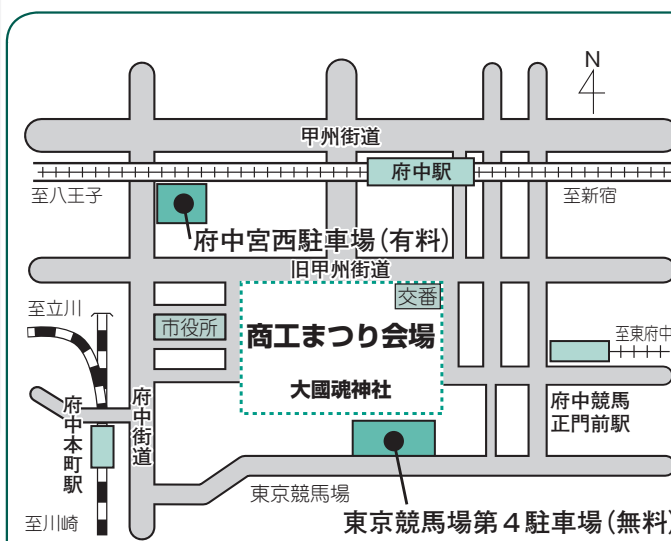 N
甲州街道
府中駅
至八王子
至新宿
府中宮西駐車場(有料)
旧甲州街道
交番
至立川
市役所
商工まつり会場
至東府中
大國魂神社
府中競馬
正門前駅
府中街道
府中本町駅
東京競馬場
至川崎
東京競馬場第4駐車場(無料)